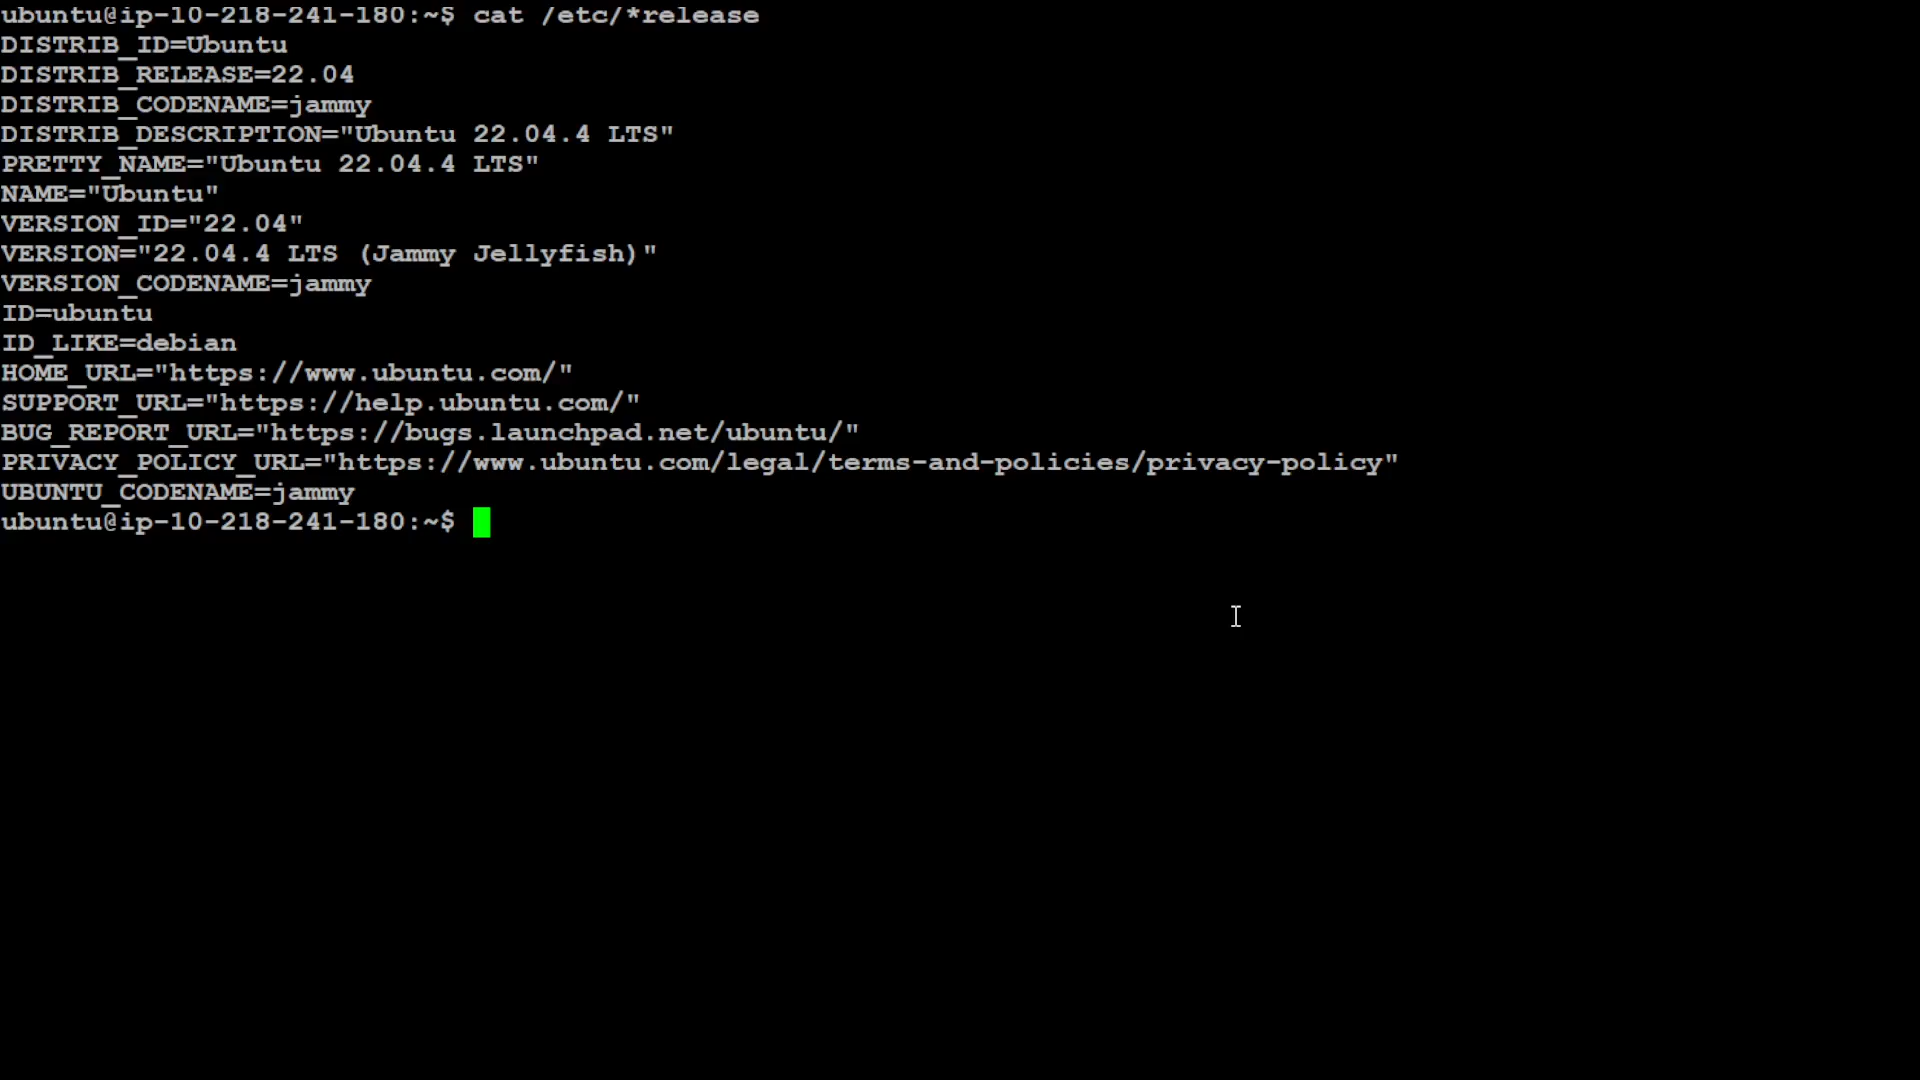 ubuntu@ip-10-218-241-180:~$ cat /etc/*release
DISTRIB_ID=Ubuntu
DISTRIB_RELEASE=22.04
DISTRIB_CODENAME=jammy
DISTRIB_DESCRIPTION="Ubuntu 22.04.4 LTS"
PRETTY_NAME="Ubuntu 22.04.4 LTS"
NAME="Ubuntu"
VERSION_ID="22.04"
VERSION="22.04.4 LTS (Jammy Jellyfish)"
VERSION_CODENAME=jammy
ID=ubuntu
ID_LIKE=debian
HOME_URL="https://www.ubuntu.com/"
SUPPORT_URL="https://help.ubuntu.com/"
BUG_REPORT_URL="https://bugs.launchpad.net/ubuntu/"
PRIVACY_POLICY_URL="https://www.ubuntu.com/legal/terms-and-policies/privacy-policy"
UBUNTU_CODENAME=jammy
ubuntu@ip-10-218-241-180:~$